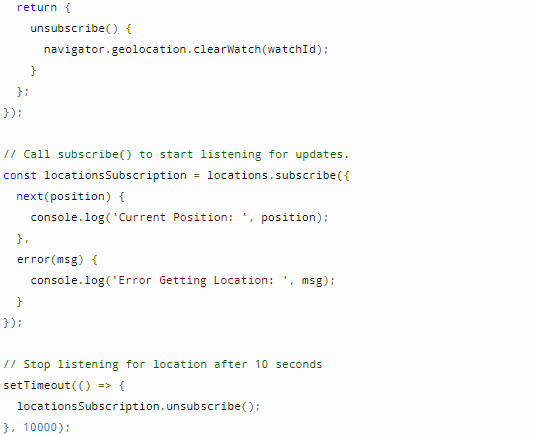 return {
unsubscribe() {
navigator.geolocation.clearWatch(watchId);
}
};
});
// Call subscribe() to start listening for updates.
const locationsSubscription = locations.subscribe({
next(position) {
console.log('Current Position: ', position);
},
error(msg) {
console.log('Error Getting Location: ', msg);
}
});
// Stop listening for location after 10 seconds
setTimeout(() => {
locationsSubscription.unsubscribe();
}, 10000);